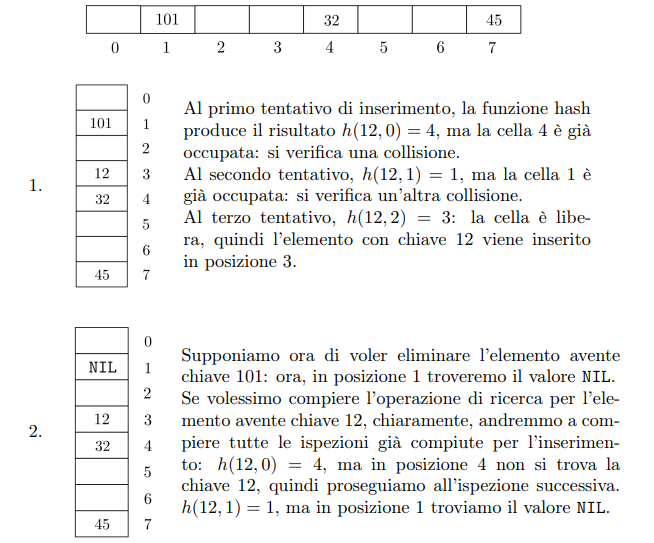 101 32 45
0 1 2 3 4 5 6 7
1.
0
101 1
2
12 3
32 4
5
6
45 7
Al primo tentativo di inserimento, la funzione hash
produce il risultato h(12, 0) = 4, ma la cella 4 è già
occupata: si verifica una collisione.
Al secondo tentativo, h(12, 1) = 1, ma la cella 1 è
già occupata: si verifica un'altra collisione.
Al terzo tentativo, h(12, 2) = 3: la cella è libe-
ra, quindi l'elemento con chiave 12 viene inserito
in posizione 3.
2.
0
NIL 1
2
12 3
32 4
5
6
45 7
Supponiamo ora di voler eliminare l'elemento avente
chiave 101: ora, in posizione 1 troveremo il valore NIL.
Se volessimo compiere l'operazione di ricerca per l'ele-
mento avente chiave 12, chiaramente, andremmo a com-
piere tutte le ispezioni già compiute per l'inserimen-
to: h(12, 0) = 4, ma in posizione 4 non si trova la
chiave 12, quindi proseguiamo all'ispezione successiva.
h(12, 1) = 1, ma in posizione 1 troviamo il valore NIL.